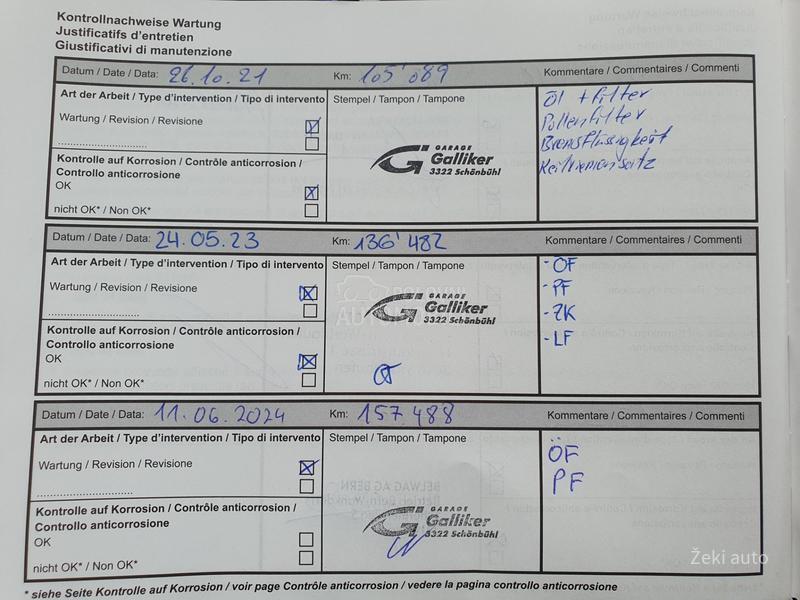 Kontrollnachweise Wartung
Justificatifs d'entretien
Giustificativi di manutenzione
Datum / Date / Data: 26.10.21 Km: 105'089 Kommentare / Commentaires / Commenti
Art der Arbeit / Type d'intervention / Tipo di intervento Stempel / Tampon / Tampone Öl + Filter
Wartung / Revision / Revisione Pollenfilter
Bremsflüssigkeit
GARAGE
Galliker
3322 Schönbühl
Kontrolle auf Korrosion / Contrôle anticorrosion /
Controllo anticorrosione
OK
nicht OK* / Non OK*
Datum / Date / Data: 24.05.23 Km: 136'482 Kommentare / Commentaires / Commenti
Art der Arbeit / Type d'intervention / Tipo di intervento Stempel / Tampon / Tampone - ÖF
Wartung / Revision / Revisione - PF
- ZK
- LF
GARAGE
Galliker
3322 Schönbühl
Kontrolle auf Korrosion / Contrôle anticorrosion /
Controllo anticorrosione
OK
nicht OK* / Non OK*
Datum / Date / Data: 11.06.2024 Km: 157'488 Kommentare / Commentaires / Commenti
Art der Arbeit / Type d'intervention / Tipo di intervento Stempel / Tampon / Tampone ÖF
Wartung / Revision / Revisione PF
BELWAG AG BERN
GARAGE
Galliker
3322 Schönbühl
Kontrolle auf Korrosion / Contrôle anticorrosion /
Controllo anticorrosione
OK
nicht OK* / Non OK*
Žeki auto
* siehe Seite Kontrolle auf Korrosion / voir page Contrôle anticorrosion / vedere la pagina controllo anticorrosione